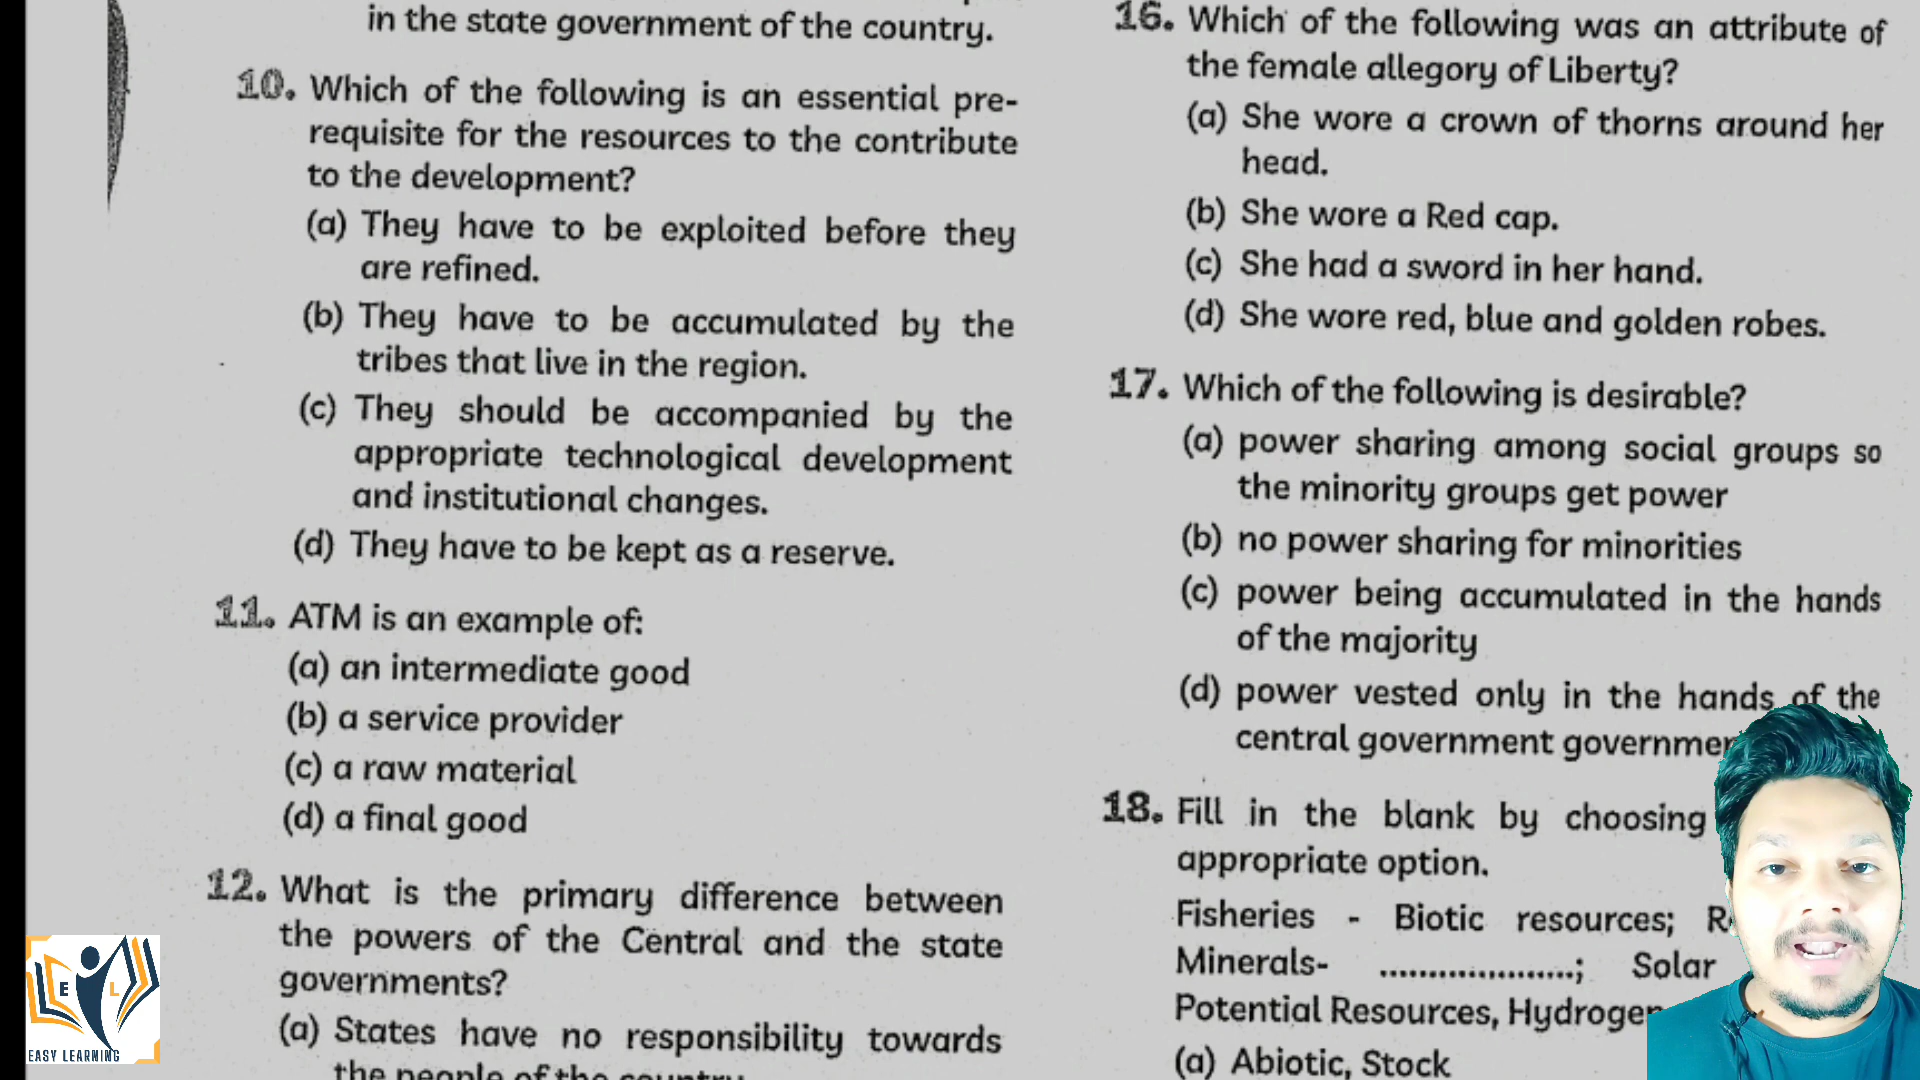 in the state government of the country.
10. Which of the following is an essential pre-
requisite for the resources to the contribute
to the development?
(a) They have to be exploited before they
are refined.
(b) They have to be accumulated by the
tribes that live in the region.
(c) They should be accompanied by the
appropriate technological development
and institutional changes.
(d) They have to be kept as a reserve.
11. ATM is an example of:
(a) an intermediate good
(b) a service provider
(c) a raw material
(d) a final good
12. What is the primary difference between
the powers of the Central and the state
governments?
(a) States have no responsibility towards
the people of the country.
16. Which of the following was an attribute of
the female allegory of Liberty?
(a) She wore a crown of thorns around her
head.
(b) She wore a Red cap.
(c) She had a sword in her hand.
(d) She wore red, blue and golden robes.
17. Which of the following is desirable?
(a) power sharing among social groups so
the minority groups get power
(b) no power sharing for minorities
(c) power being accumulated in the hands
of the majority
(d) power vested only in the hands of the
central government
18. Fill in the blank by choosing
appropriate option.
Fisheries - Biotic resources;
Minerals- ....................; Solar
Potential Resources,
(a) Abiotic, Stock
E L
EASY LEARNING